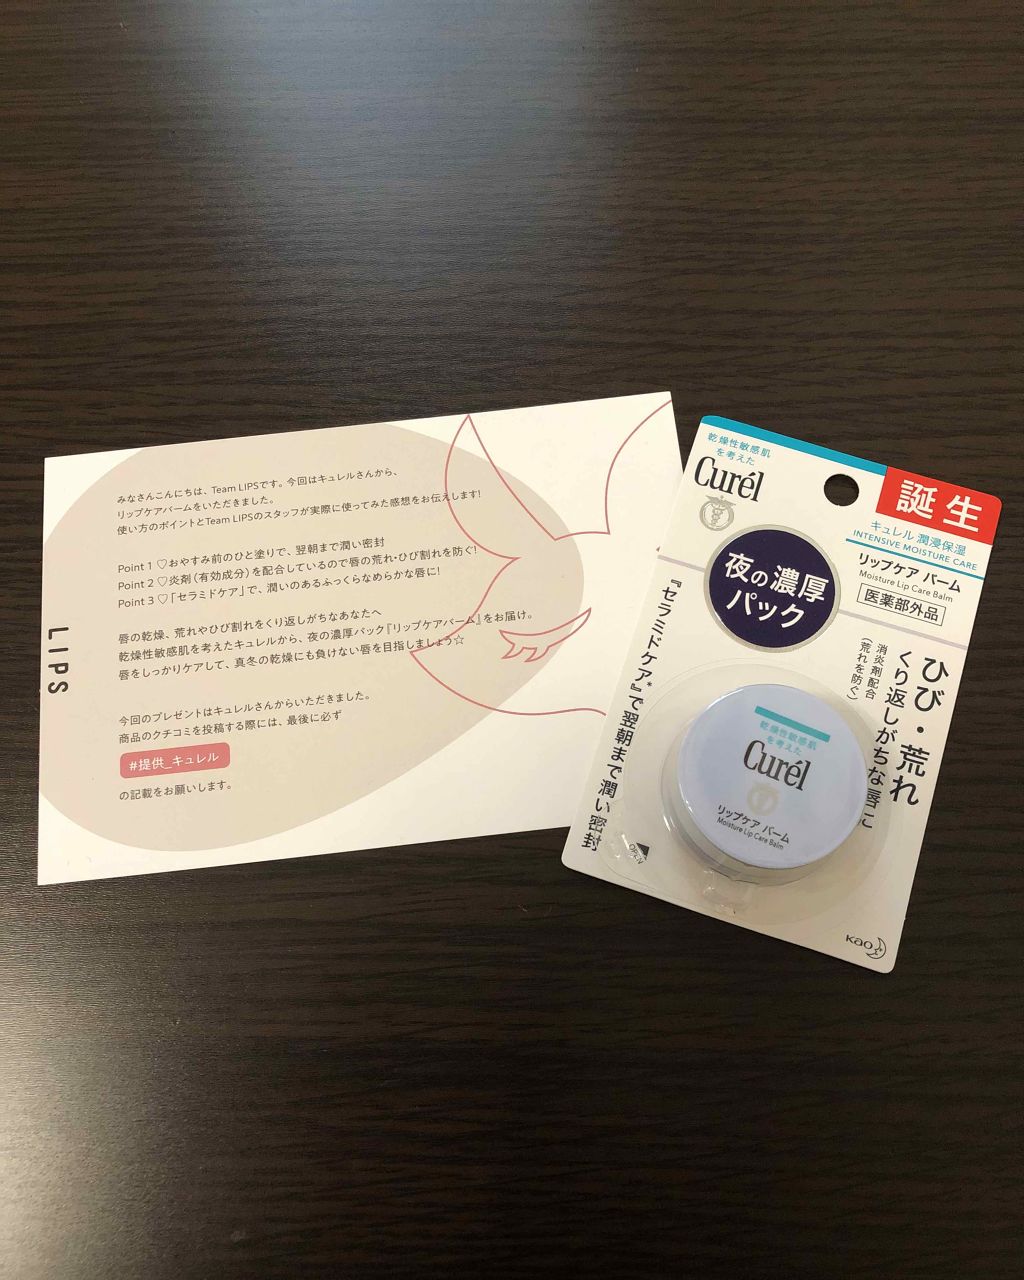 みなさんこんにちは、Team LIPSです。今回はキュレルさんから、
リップケアバームをいただきました。
使い方のポイントとTeam LIPSのスタッフが実際に使ってみた感想をお伝えします!
Point 1 ♡おやすみ前のひと塗りで、翌朝まで潤い密封
Point 2 ♡炎剤(有効成分)を配合しているので唇の荒れ・ひび割れを防ぐ!
Point 3 ♡「セラミドケア」で、潤いのあるふっくらなめらかな唇に!
唇の乾燥、荒れやひび割れをくり返しがちなあなたへ
乾燥性敏感肌を考えたキュレルから、夜の濃厚パック『リップケアバーム』をお届け。
唇をしっかりケアして、真冬の乾燥にも負けない唇を目指しましょう☆
今回のプレゼントはキュレルさんからいただきました。
商品のクチコミを投稿する際には、最後に必ず
#提供_キュレル
の記載をお願いします。
LIPS
乾燥性敏感肌
を考えた
Curél
誕生
キュレル 潤浸保湿
INTENSIVE MOISTURE CARE
リップケア バーム
Moisture Lip Care Balm
医薬部外品
夜の濃厚
パック
ひび・荒れ
くり返しがちな唇に
消炎剤配合
(荒れを防ぐ)
『セラミドケア*』で翌朝まで潤い密封
乾燥性敏感肌
を考えた
Curél
リップケア バーム
Moisture Lip Care Balm
OPEN
Kao